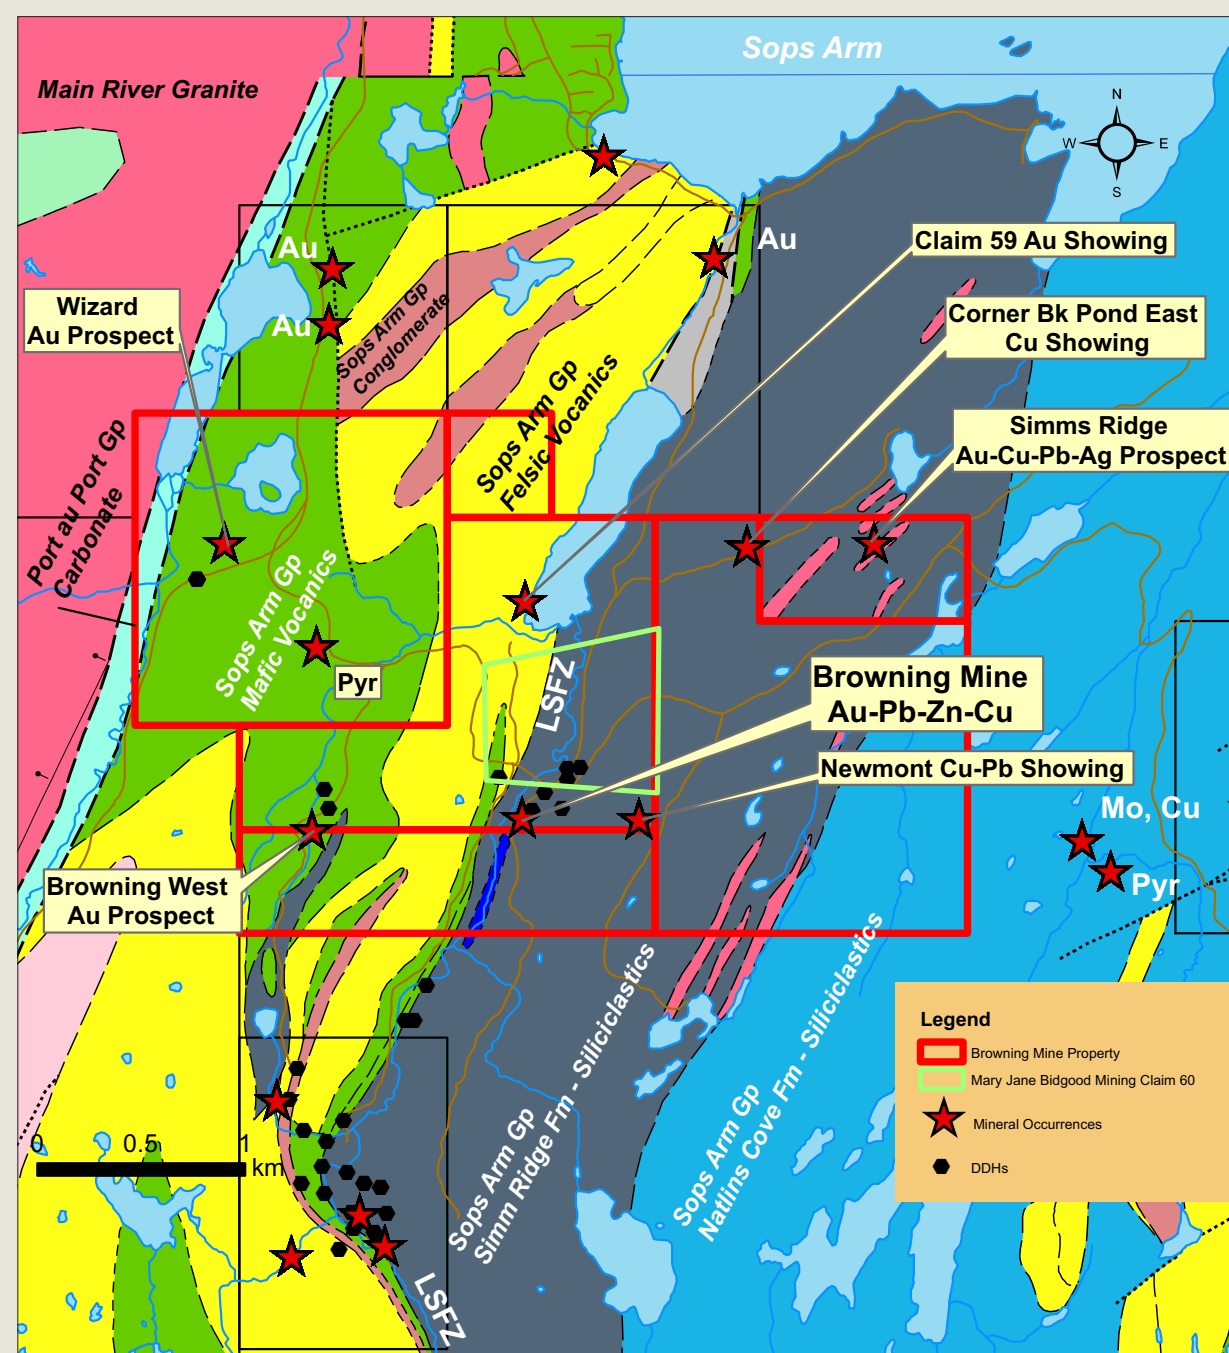 Sops Arm
Main River Granite
N
W
E
S
Au
Au
Au
Claim 59 Au Showing
Wizard
Au Prospect
Sops Arm Gp
Conglomerate
Corner Bk Pond East
Cu Showing
Sops Arm Gp
Felsic Vocanics
Simms Ridge
Au-Cu-Pb-Ag Prospect
Port au Port Gp
Carbonate
Sops Arm Gp
Mafic Vocanics
Pyr
LSFZ
Browning Mine
Au-Pb-Zn-Cu
Newmont Cu-Pb Showing
Mo, Cu
Pyr
Browning West
Au Prospect
Sops Arm Gp
Simm Ridge Fm - Siliciclastics
Sops Arm Gp
Natlins Cove Fm - Siliciclastics
LSFZ
0
0.5
1
km
Legend
Browning Mine Property
Mary Jane Bidgood Mining Claim 60
Mineral Occurrences
DDHs